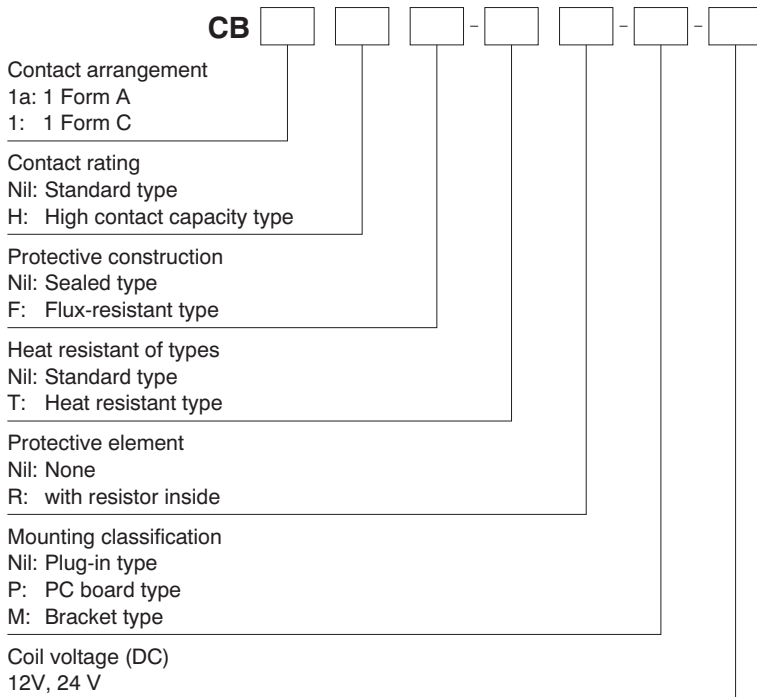 CB - - -
Contact arrangement
1a: 1 Form A
1: 1 Form C
Contact rating
Nil: Standard type
H: High contact capacity type
Protective construction
Nil: Sealed type
F: Flux-resistant type
Heat resistant of types
Nil: Standard type
T: Heat resistant type
Protective element
Nil: None
R: with resistor inside
Mounting classification
Nil: Plug-in type
P: PC board type
M: Bracket type
Coil voltage (DC)
12V, 24 V